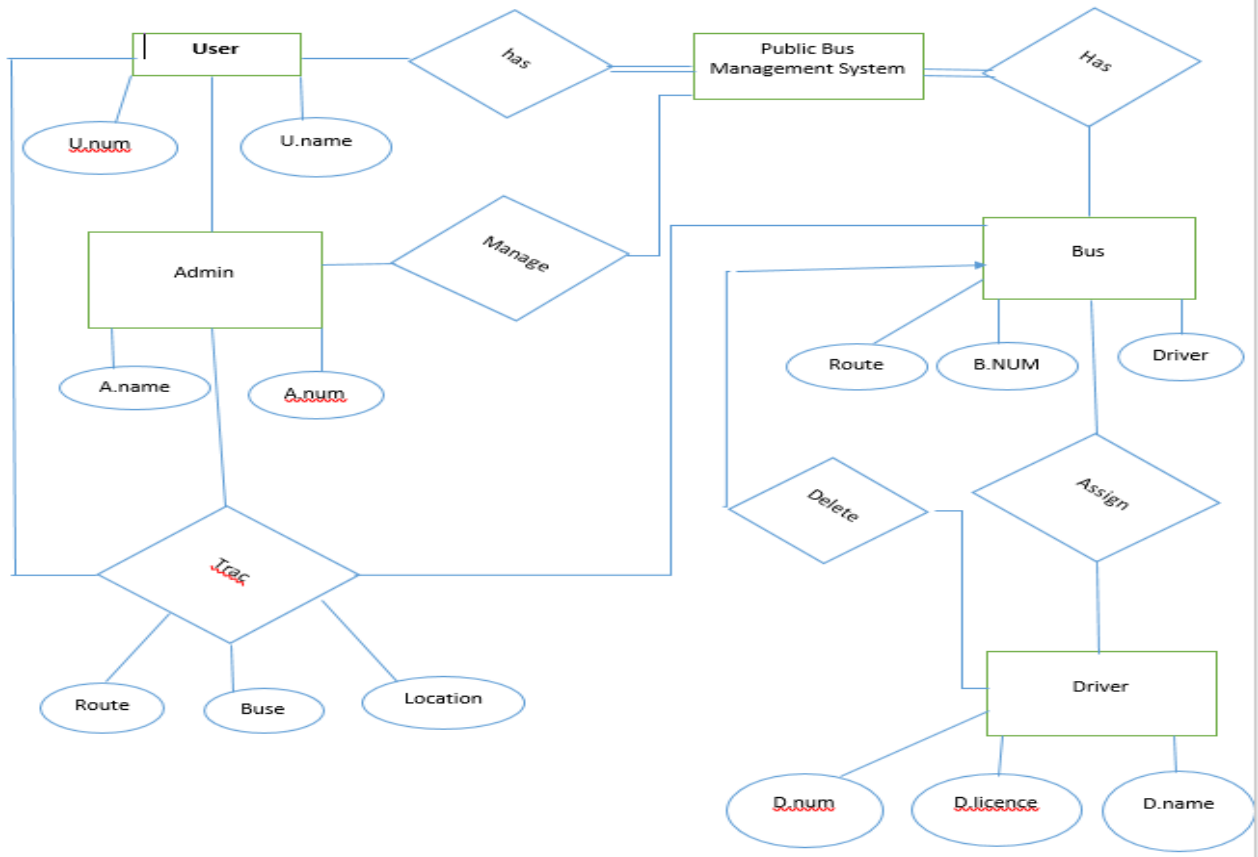 User
has
Public Bus
Management System
Has
U.num
U.name
Admin
Manage
Bus
A.name
A.num
Route
B.NUM
Driver
Delete
Assign
Trac
Route
Buse
Location
Driver
D.num
D.licence
D.name